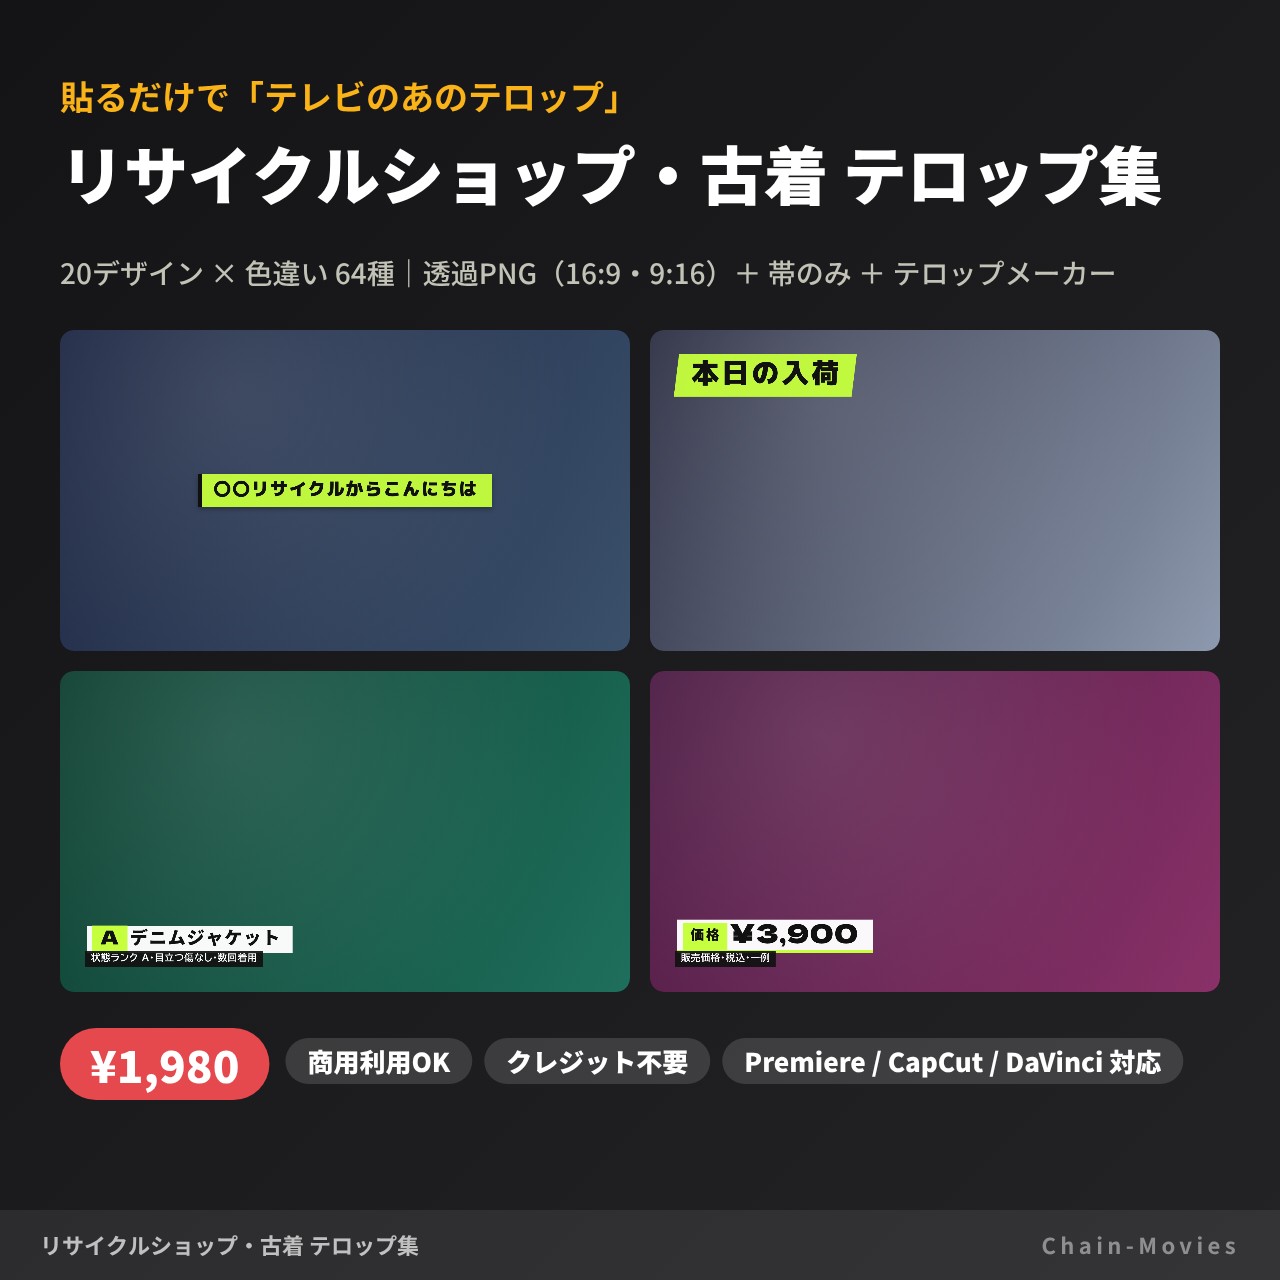 貼るだけで「テレビのあのテロップ」
リサイクルショップ・古着 テロップ集
20デザイン × 色違い 64種｜透過PNG（16:9・9:16）＋ 帯のみ ＋ テロップメーカー
〇〇リサイクルからこんにちは
本日の入荷
A デニムジャケット
状態ランク A・目立つ傷なし・数回着用
価格 ¥3,900
販売価格・税込・一例
¥1,980
商用利用OK
クレジット不要
Premiere / CapCut / DaVinci 対応
リサイクルショップ・古着 テロップ集
Chain-Movies